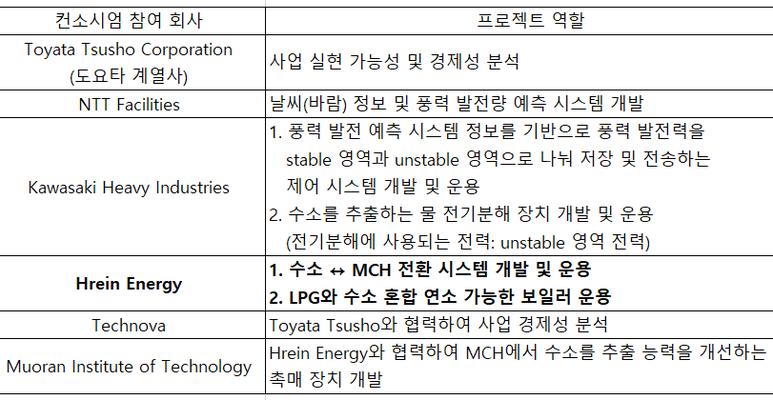 컨소시엄 참여 회사 프로젝트 역할
Toyata Tsusho Corporation
(도요타 계열사)
사업 실현 가능성 및 경제성 분석
NTT Facilities 날씨(바람) 정보 및 풍력 발전량 예측 시스템 개발
Kawasaki Heavy Industries
1. 풍력 발전 예측 시스템 정보를 기반으로 풍력 발전력을
stable 영역과 unstable 영역으로 나눠 저장 및 전송하는
제어 시스템 개발 및 운용
2. 수소를 추출하는 물 전기분해 장치 개발 및 운용
(전기분해에 사용되는 전력: unstable 영역 전력)
Hrein Energy
1. 수소 ↔ MCH 전환 시스템 개발 및 운용
2. LPG와 수소 혼합 연소 가능한 보일러 운용
Technova Toyata Tsusho와 협력하여 사업 경제성 분석
Muoran Institute of Technology
Hrein Energy와 협력하여 MCH에서 수소를 추출 능력을 개선하는
촉매 장치 개발